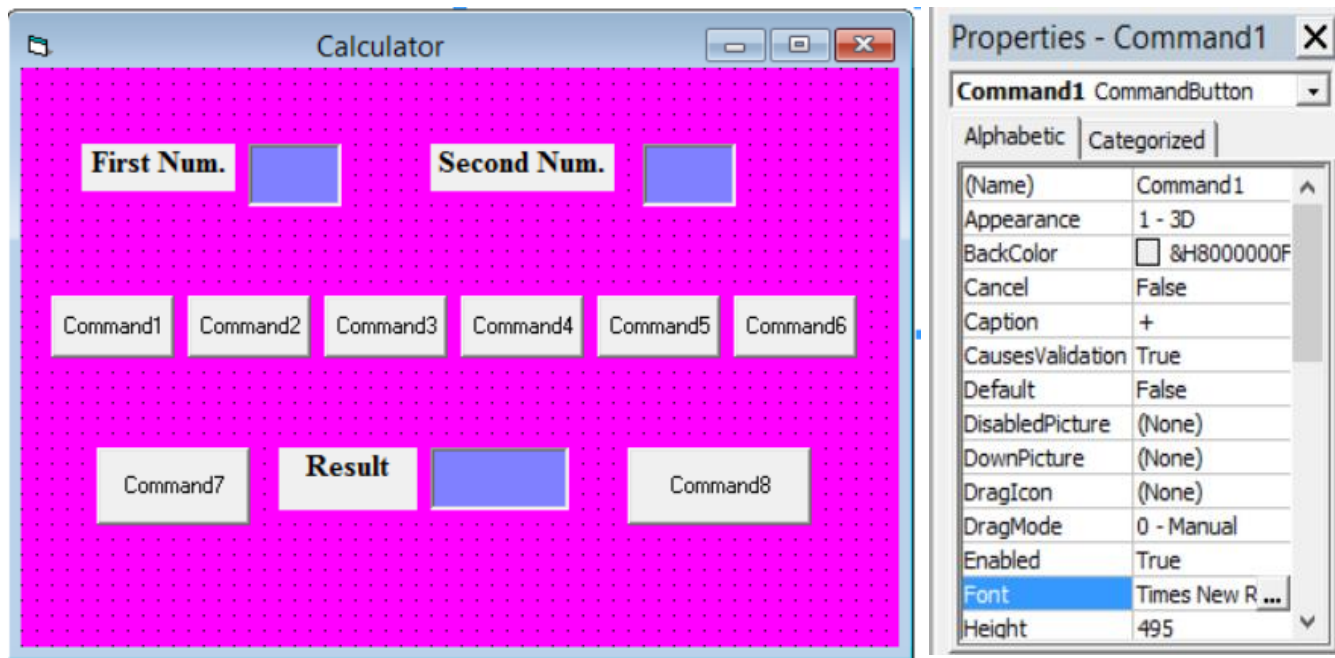 Calculator
First Num.
Second Num.
Command1 Command2 Command3 Command4 Command5 Command6
Command7
Result
Command8
Properties - Command1
Command1 CommandButton
Alphabetic Categorized
(Name) Command1
Appearance 1 - 3D
BackColor &H8000000F
Cancel False
Caption +
CausesValidation True
Default False
DisabledPicture (None)
DownPicture (None)
DragIcon (None)
DragMode 0 - Manual
Enabled True
Font Times New R ...
Height 495